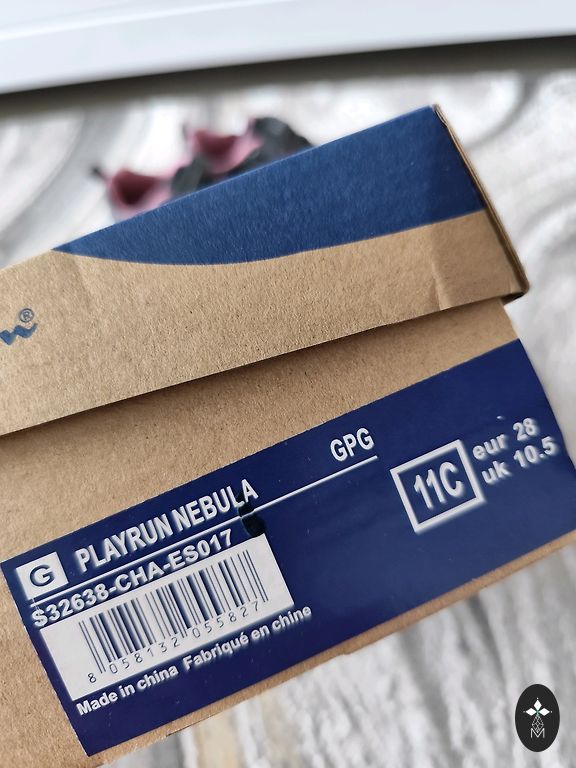 ®
GPG
11C
eur 28
uk 10.5
G
PLAYRUN NEBULA
S32638-CHA-ES017
8 058132 055827
Made in china Fabriqué en chine
M